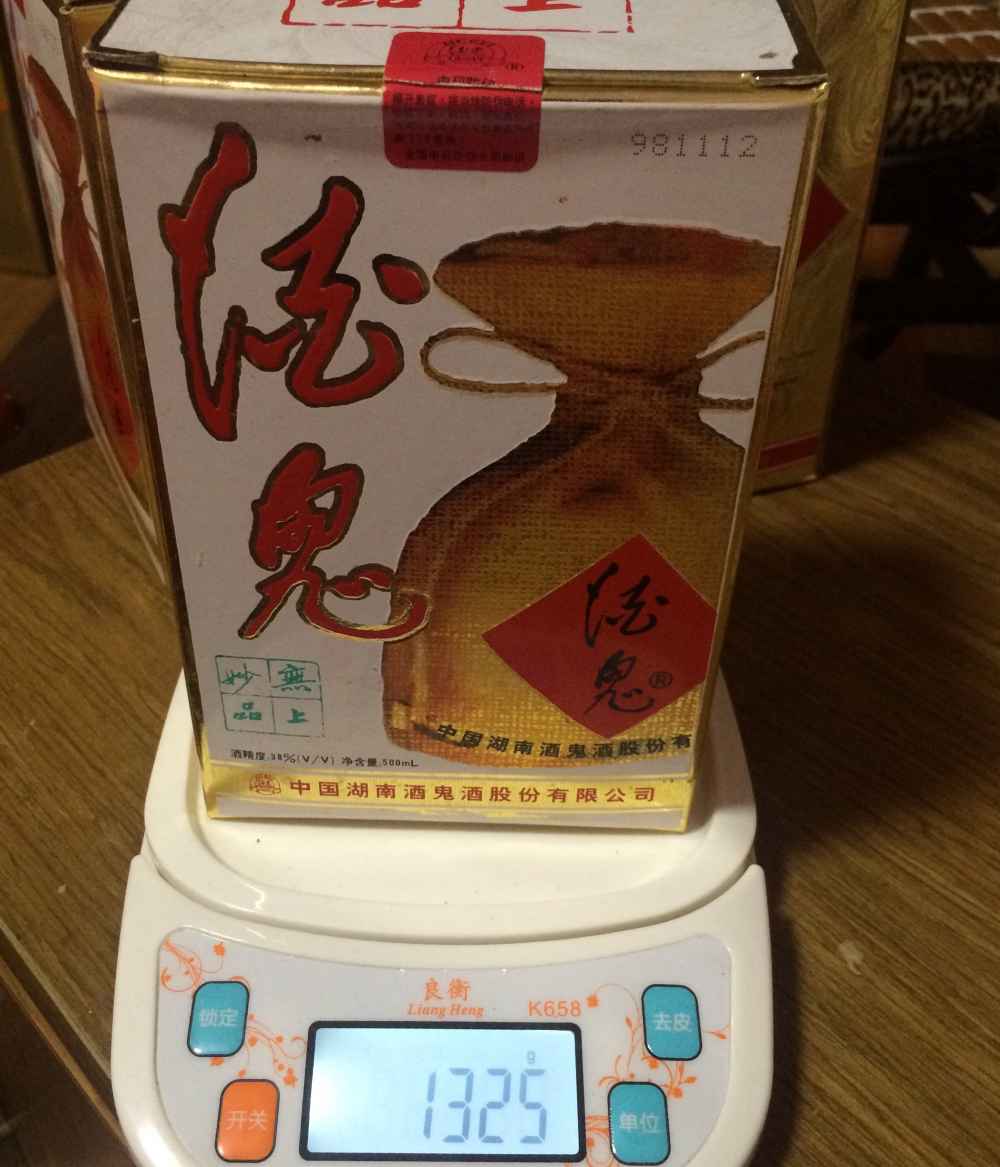 品 上
981112
酒鬼
酒
鬼®
無
上
妙
品
中国湖南酒鬼酒股份有
酒精度:38%(V/V) 净含量:500mL
中国湖南酒鬼酒股份有限公司
良衡
Liang Heng
K658
锁定
去皮
开关
单位
g
1325